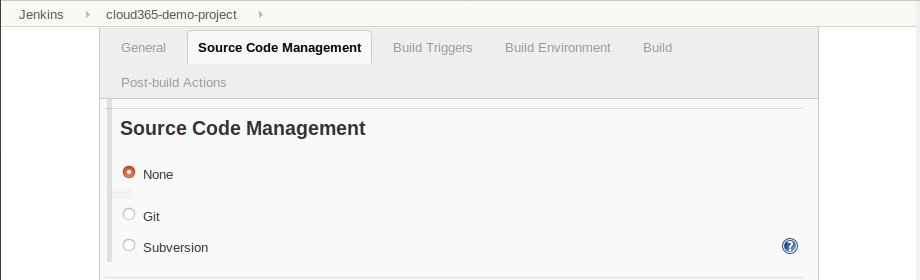 Jenkins cloud365-demo-project
General Source Code Management Build Triggers Build Environment Build
Post-build Actions
Source Code Management
None
Git
Subversion ?